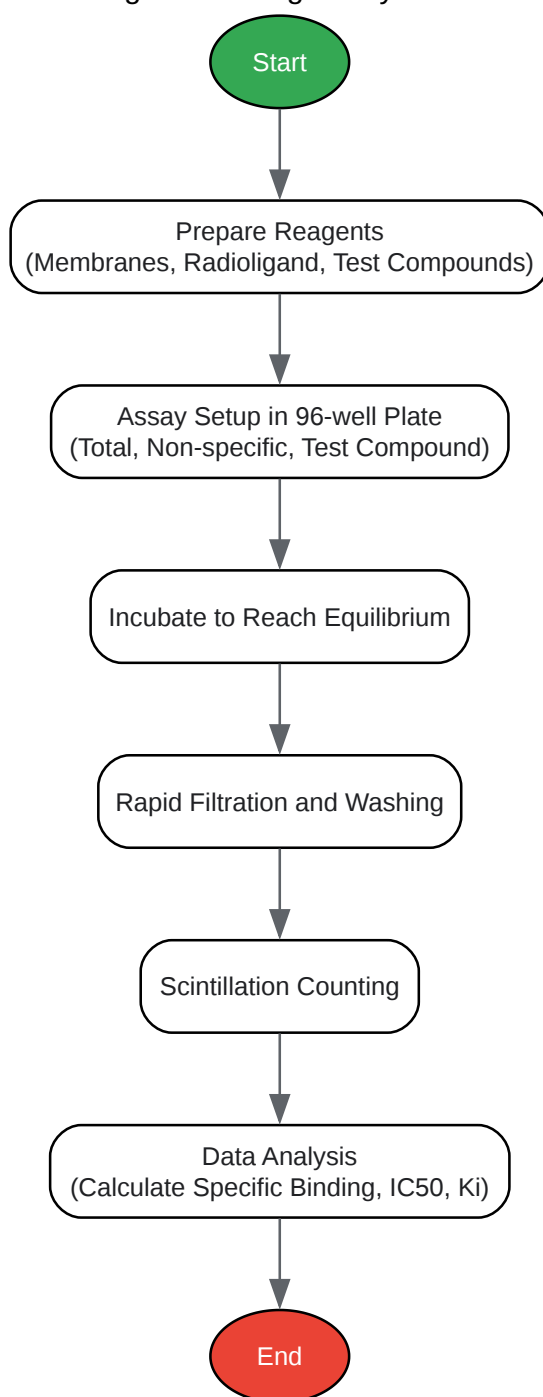 Start
Prepare Reagents
(Membranes, Radioligand, Test Compounds)
Assay Setup in 96-well Plate
(Total, Non-specific, Test Compound)
Incubate to Reach Equilibrium
Rapid Filtration and Washing
Scintillation Counting
Data Analysis
(Calculate Specific Binding, IC50, Ki)
End